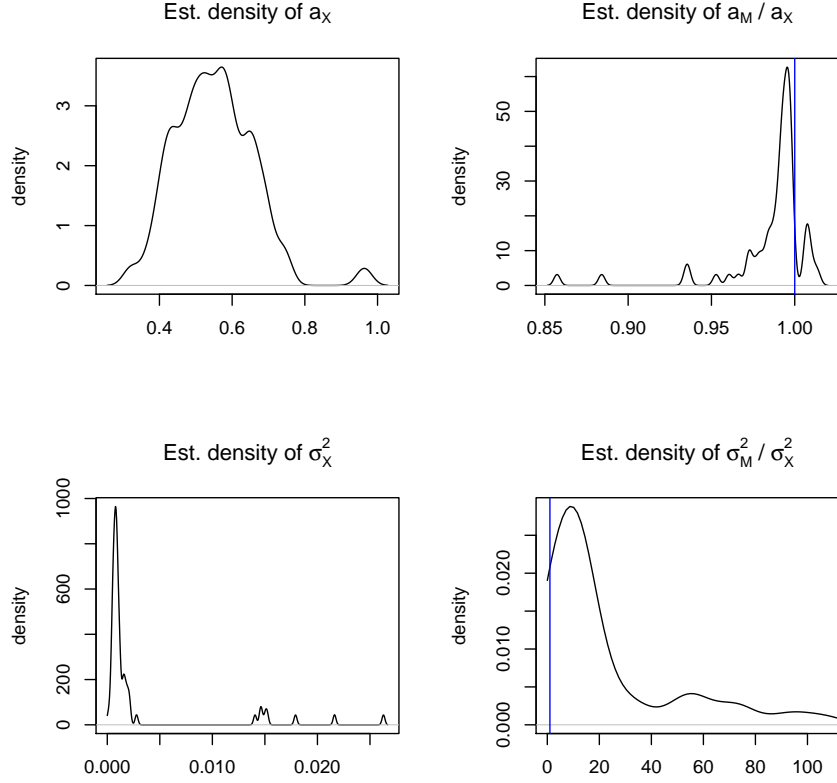 Est. density of a_X
density
0 1 2 3
0.4 0.6 0.8 1.0
Est. density of a_M / a_X
density
0 10 30 50
0.85 0.90 0.95 1.00
Est. density of σ_X^2
density
0 200 600 1000
0.000 0.010 0.020
Est. density of σ_M^2 / σ_X^2
density
0.000 0.010 0.020
0 20 40 60 80 100